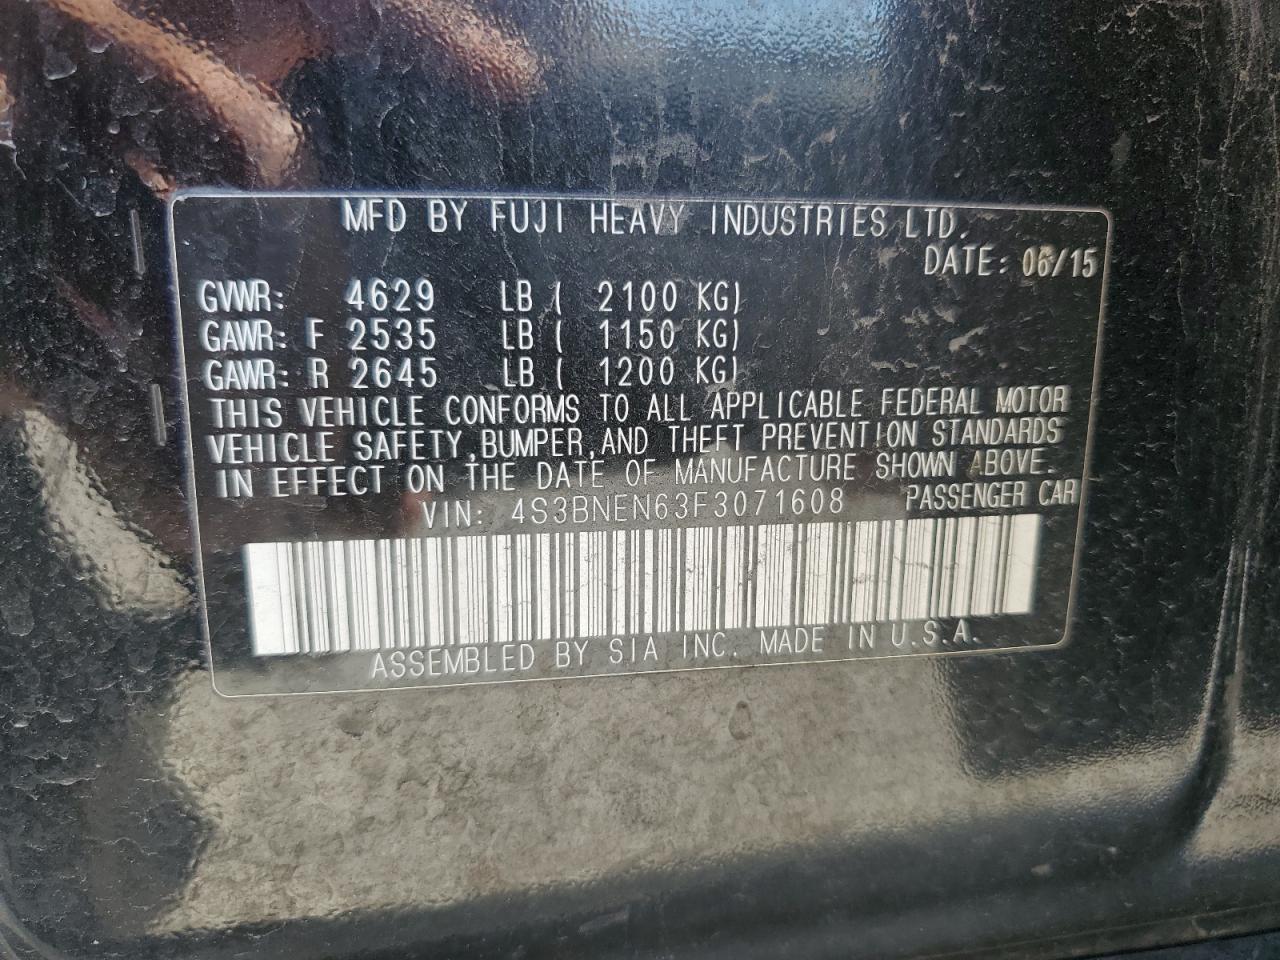 MFD BY FUJI HEAVY INDUSTRIES LTD.
DATE: 06/15
GVWR: 4629 LB ( 2100 KG)
GAWR: F 2535 LB ( 1150 KG)
GAWR: R 2645 LB ( 1200 KG)
THIS VEHICLE CONFORMS TO ALL APPLICABLE FEDERAL MOTOR
VEHICLE SAFETY,BUMPER,AND THEFT PREVENTION STANDARDS
IN EFFECT ON THE DATE OF MANUFACTURE SHOWN ABOVE.
VIN: 4S3BNEN63F3071608 PASSENGER CAR
ASSEMBLED BY SIA INC. MADE IN U.S.A.